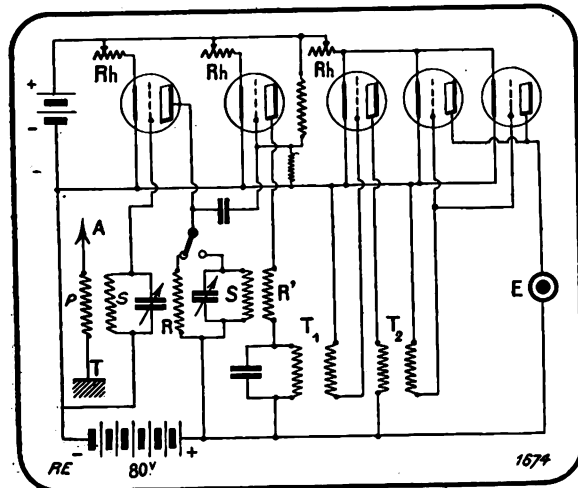 Rh Rh Rh
+
-
-
A
P S R S R' T₁ T₂ E
T
- 80ᵛ +
RE 1674